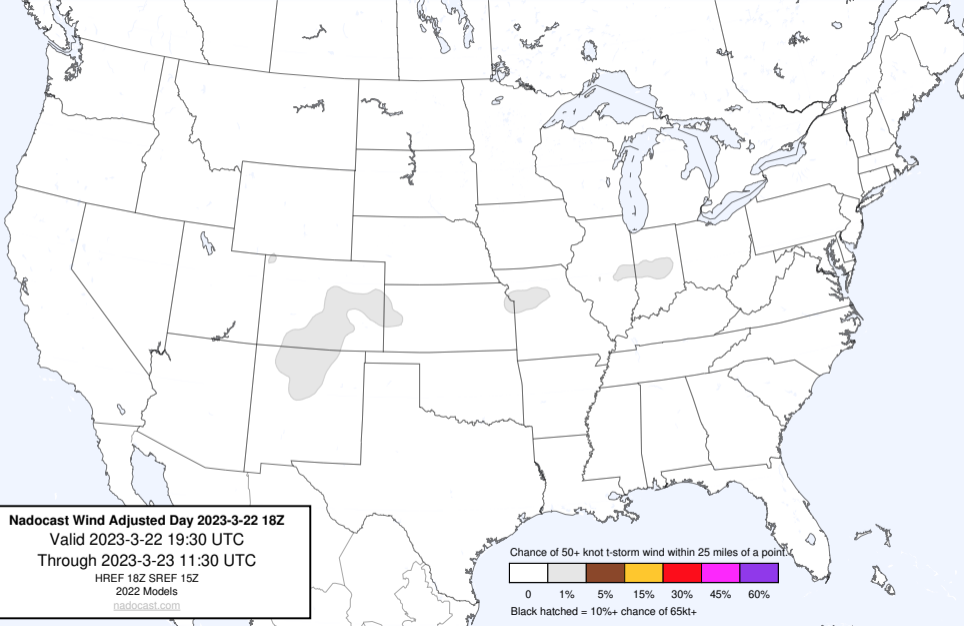 Nadocast Wind Adjusted Day 2023-3-22 18Z
Valid 2023-3-22 19:30 UTC
Through 2023-3-23 11:30 UTC
HREF 18Z SREF 15Z
2022 Models
nadocast.com
Chance of 50+ knot t-storm wind within 25 miles of a point.
0 1% 5% 15% 30% 45% 60%
Black hatched = 10%+ chance of 65kt+